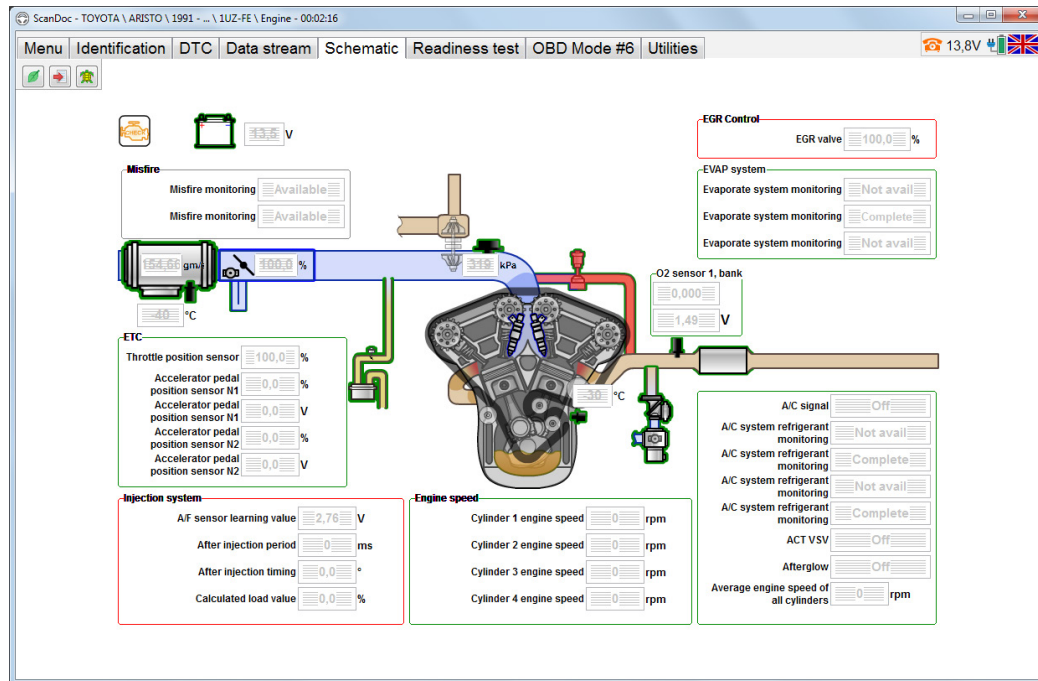 ScanDoc - TOYOTA \ ARISTO \ 1991 - ... \ 1UZ-FE \ Engine - 00:02:16
Menu Identification DTC Data stream Schematic Readiness test OBD Mode #6 Utilities 13,8V
CHECK
13,5 V
EGR Control
EGR valve 100,0 %
Misfire
Misfire monitoring Available
Misfire monitoring Available
EVAP system
Evaporate system monitoring Not avail
Evaporate system monitoring Complete
Evaporate system monitoring Not avail
154,66 gm/s
100,0 %
319 kPa
-40 °C
O2 sensor 1, bank
0,000
1,49 V
ETC
Throttle position sensor 100,0 %
Accelerator pedal
position sensor N1 0,0 %
Accelerator pedal
position sensor N1 0,0 V
Accelerator pedal
position sensor N2 0,0 %
Accelerator pedal
position sensor N2 0,0 V
-30 °C
A/C signal Off
A/C system refrigerant
monitoring Not avail
A/C system refrigerant
monitoring Complete
A/C system refrigerant
monitoring Not avail
A/C system refrigerant
monitoring Complete
ACT VSV Off
Afterglow Off
Average engine speed of
all cylinders 0 rpm
Injection system
A/F sensor learning value 2,76 V
After injection period 0 ms
After injection timing 0,0 °
Calculated load value 0,0 %
Engine speed
Cylinder 1 engine speed 0 rpm
Cylinder 2 engine speed 0 rpm
Cylinder 3 engine speed 0 rpm
Cylinder 4 engine speed 0 rpm